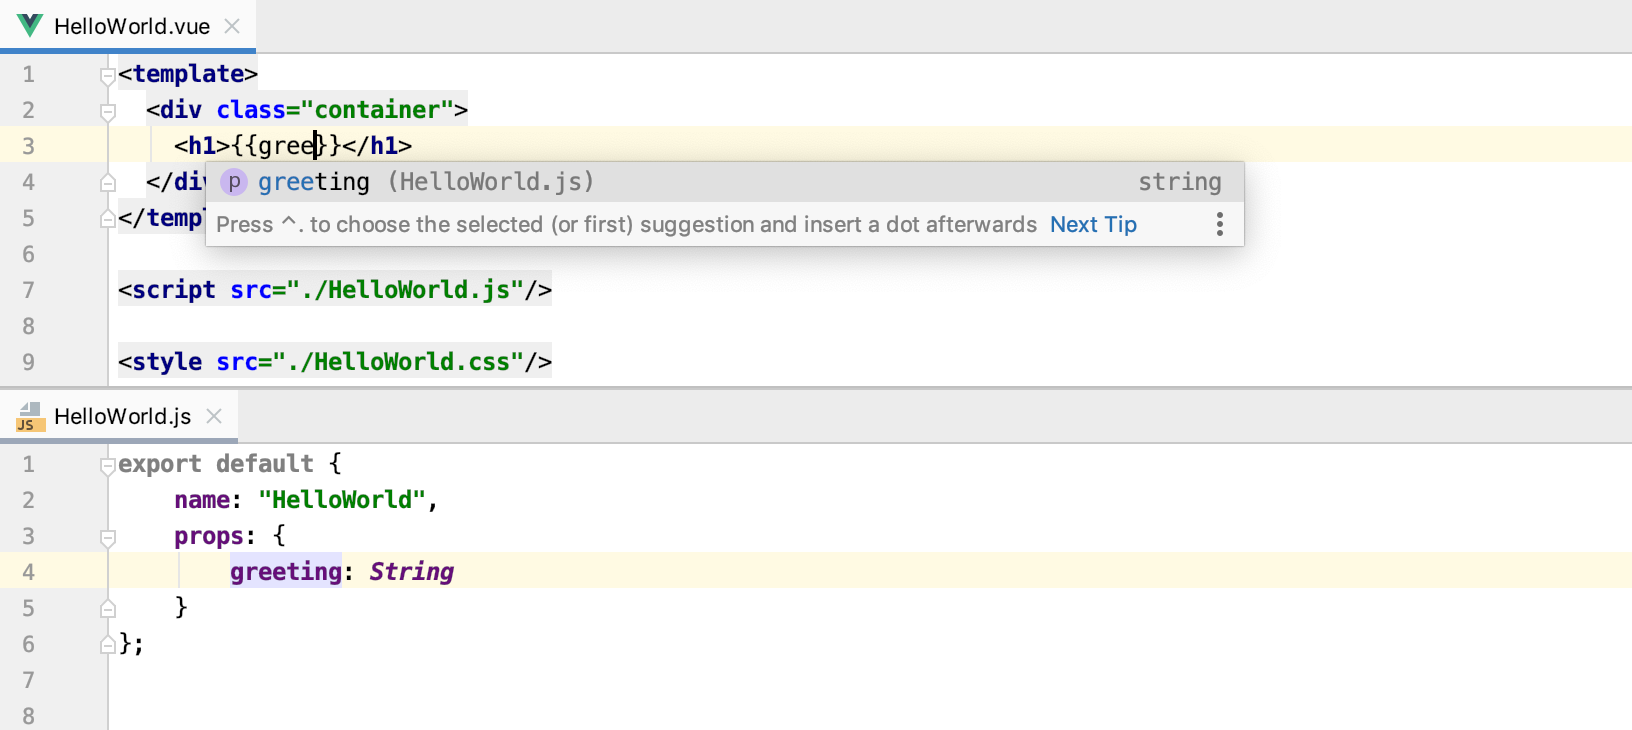 HelloWorld.vue
1 <template>
2 <div class="container">
3 <h1>{{gree}}</h1>
4 </div
p greeting (HelloWorld.js) string
5 </temp
Press ^. to choose the selected (or first) suggestion and insert a dot afterwards Next Tip
6
7 <script src="./HelloWorld.js"/>
8
9 <style src="./HelloWorld.css"/>
JS HelloWorld.js
1 export default {
2 name: "HelloWorld",
3 props: {
4 greeting: String
5 }
6 };
7
8